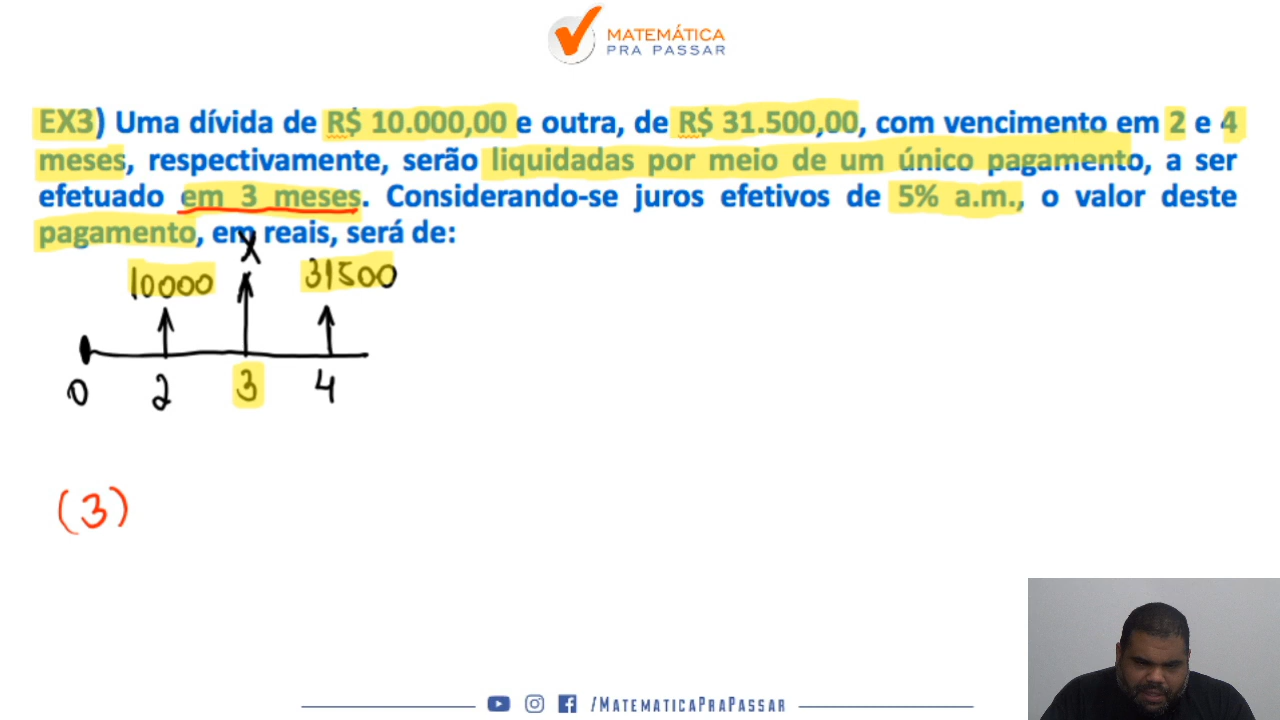 MATEMÁTICA
PRA PASSAR
EX3) Uma dívida de R$ 10.000,00 e outra, de R$ 31.500,00, com vencimento em 2 e 4
meses, respectivamente, serão liquidadas por meio de um único pagamento, a ser
efetuado em 3 meses. Considerando-se juros efetivos de 5% a.m., o valor deste
pagamento, em reais, será de:
X
10000 31500
0 2 3 4
(3)
/MatematicaPraPassar